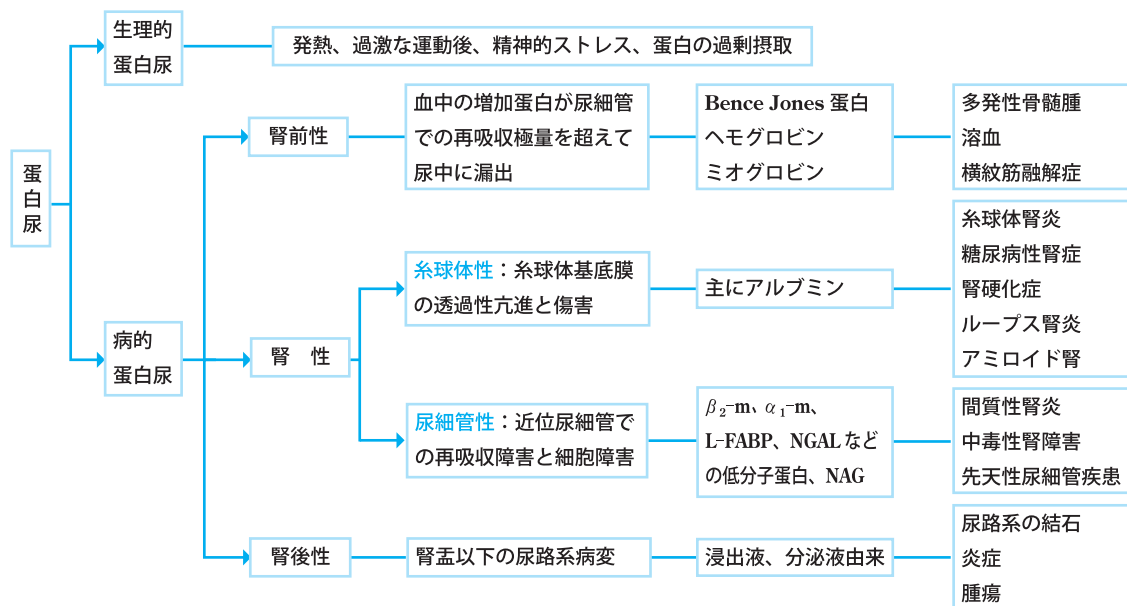 蛋白尿
生理的
蛋白尿
発熱、過激な運動後、精神的ストレス、蛋白の過剰摂取
病的
蛋白尿
腎前性
血中の増加蛋白が尿細管
での再吸収極量を超えて
尿中に漏出
Bence Jones 蛋白
ヘモグロビン
ミオグロビン
多発性骨髄腫
溶血
横紋筋融解症
腎　性
糸球体性：糸球体基底膜
の透過性亢進と傷害
主にアルブミン
糸球体腎炎
糖尿病性腎症
腎硬化症
ループス腎炎
アミロイド腎
尿細管性：近位尿細管で
の再吸収障害と細胞障害
β₂-m、α₁-m、
L-FABP、NGALなど
の低分子蛋白、NAG
間質性腎炎
中毒性腎障害
先天性尿細管疾患
腎後性
腎盂以下の尿路系病変
浸出液、分泌液由来
尿路系の結石
炎症
腫瘍